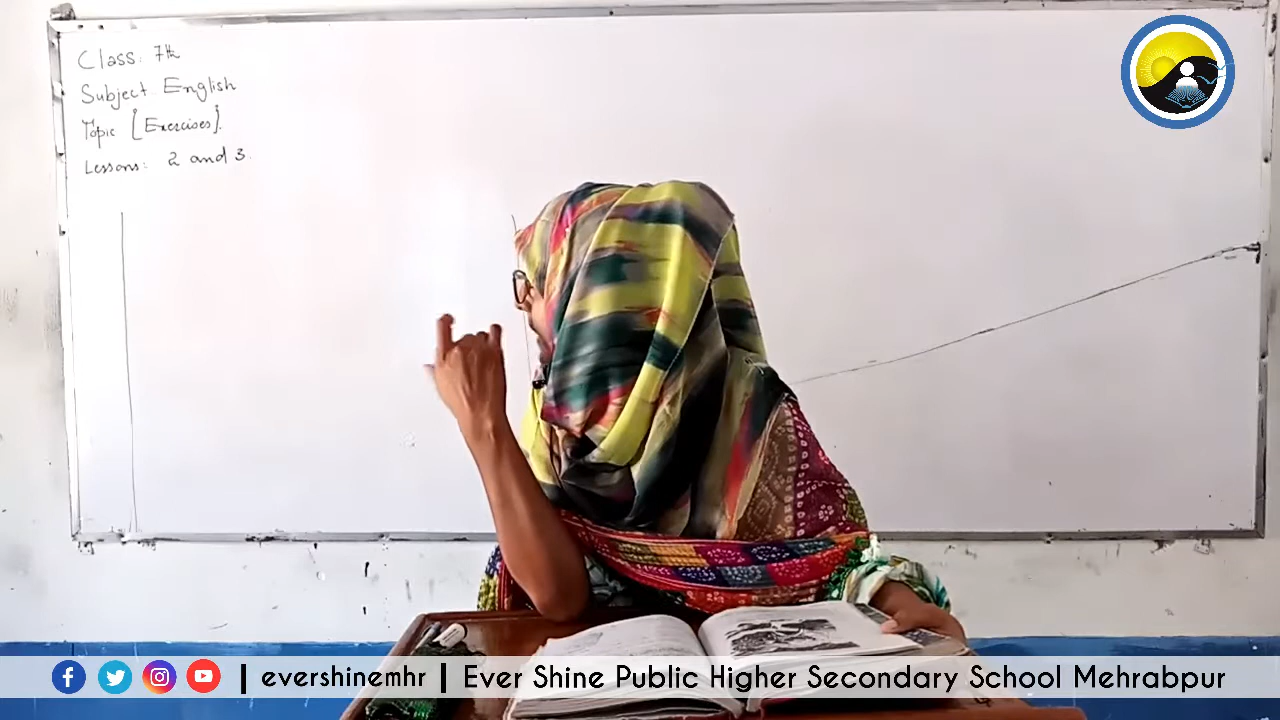 Class: 7th
Subject English
Topic [Exercises].
Lessons: 2 and 3.
| evershinemhr | Ever Shine Public Higher Secondary School Mehrabpur